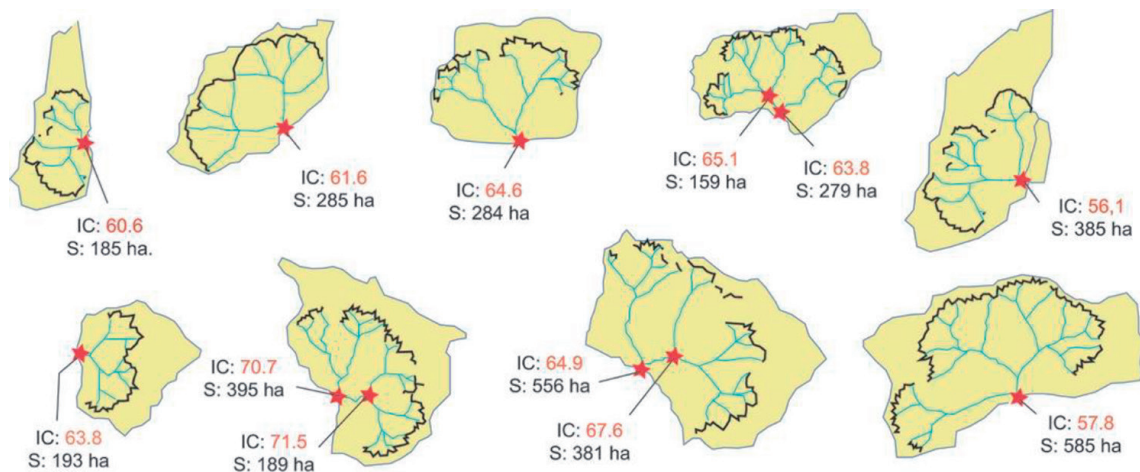 IC: 60.6
S: 185 ha.
IC: 61.6
S: 285 ha
IC: 64.6
S: 284 ha
IC: 65.1
S: 159 ha
IC: 63.8
S: 279 ha
IC: 56,1
S: 385 ha
IC: 63.8
S: 193 ha
IC: 70.7
S: 395 ha
IC: 71.5
S: 189 ha
IC: 64.9
S: 556 ha
IC: 67.6
S: 381 ha
IC: 57.8
S: 585 ha